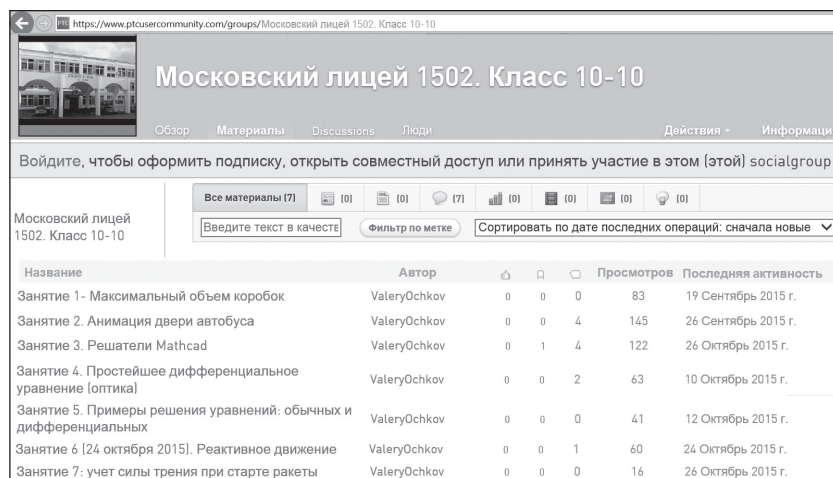 https://www.ptcusercommunity.com/groups/Московский лицей 1502. Класс 10-10
Московский лицей 1502. Класс 10-10
Обзор Материалы Discussions Люди Действия Информаци
Войдите, чтобы оформить подписку, открыть совместный доступ или принять участие в этом (этой) socialgroup
Все материалы (7) (0) (0) (7) (0) (0) (0) (0)
Московский лицей
1502. Класс 10-10
Введите текст в качесте Фильтр по метке Сортировать по дате последних операций: сначала новые
Название Автор Просмотров Последняя активность
Занятие 1- Максимальный объем коробок ValeryOchkov 0 0 0 83 19 Сентябрь 2015 г.
Занятие 2. Анимация двери автобуса ValeryOchkov 0 0 4 145 26 Сентябрь 2015 г.
Занятие 3. Решатели Mathcad ValeryOchkov 0 1 4 122 26 Октябрь 2015 г.
Занятие 4. Простейшее дифференциальное
уравнение (оптика) ValeryOchkov 0 0 2 63 10 Октябрь 2015 г.
Занятие 5. Примеры решения уравнений: обычных и
дифференциальных ValeryOchkov 0 0 0 41 12 Октябрь 2015 г.
Занятие 6 (24 октября 2015). Реактивное движение ValeryOchkov 0 0 1 60 24 Октябрь 2015 г.
Занятие 7: учет силы трения при старте ракеты ValeryOchkov 0 0 0 16 26 Октябрь 2015 г.